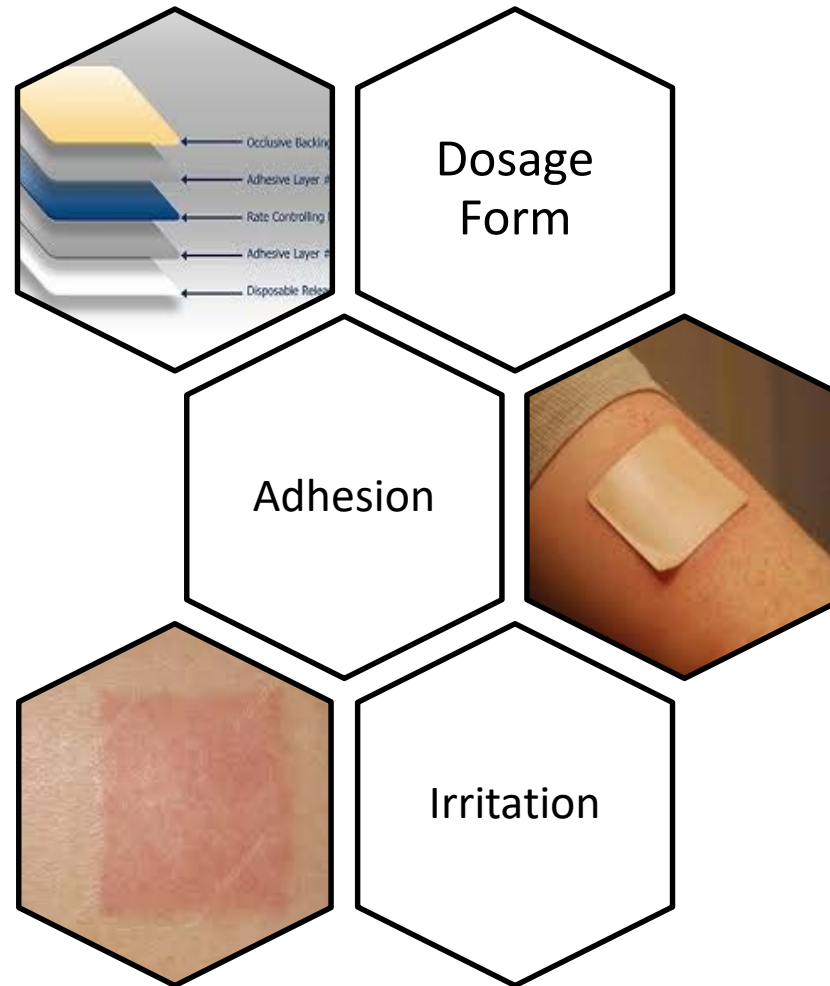 Occlusive Backing
Adhesive Layer #
Rate Controlling
Adhesive Layer #
Disposable
Dosage
Form
Adhesion
Irritation